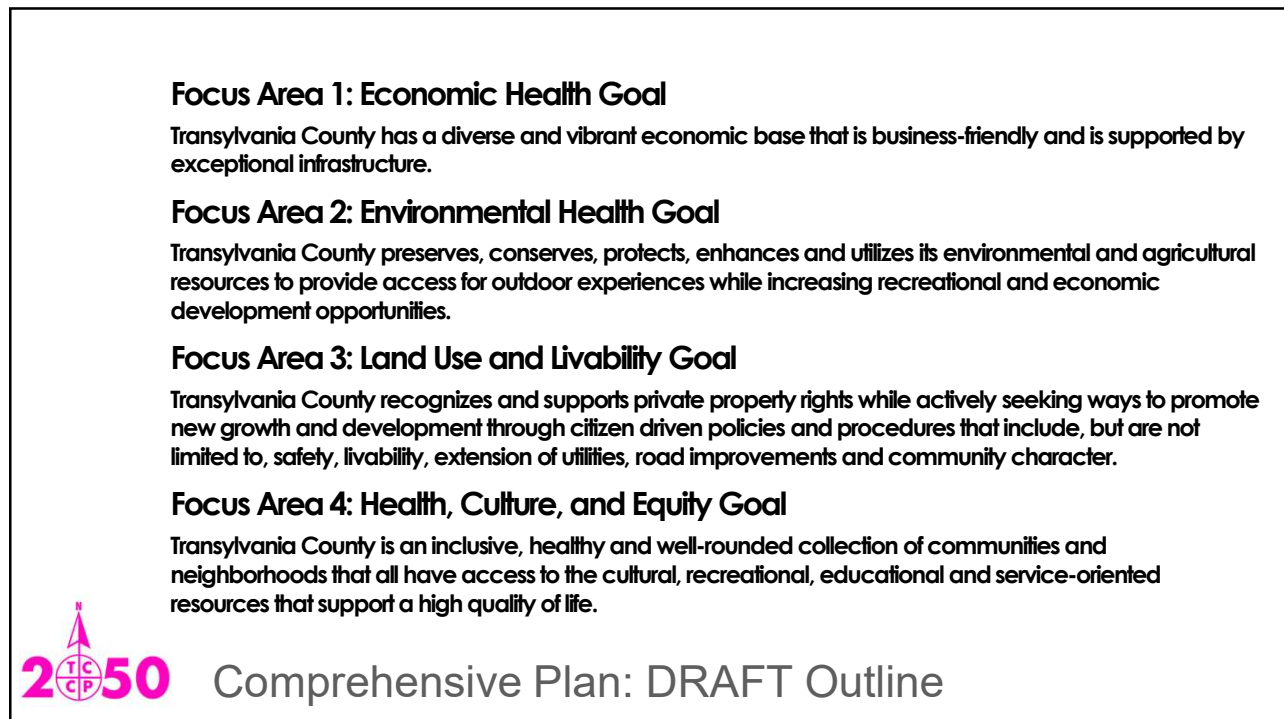 Focus Area 1: Economic Health Goal
Transylvania County has a diverse and vibrant economic base that is business-friendly and is supported by
exceptional infrastructure.
Focus Area 2: Environmental Health Goal
Transylvania County preserves, conserves, protects, enhances and utilizes its environmental and agricultural
resources to provide access for outdoor experiences while increasing recreational and economic
development opportunities.
Focus Area 3: Land Use and Livability Goal
Transylvania County recognizes and supports private property rights while actively seeking ways to promote
new growth and development through citizen driven policies and procedures that include, but are not
limited to, safety, livability, extension of utilities, road improvements and community character.
Focus Area 4: Health, Culture, and Equity Goal
Transylvania County is an inclusive, healthy and well-rounded collection of communities and
neighborhoods that all have access to the cultural, recreational, educational and service-oriented
resources that support a high quality of life.
N
2 T C C P 50
Comprehensive Plan: DRAFT Outline